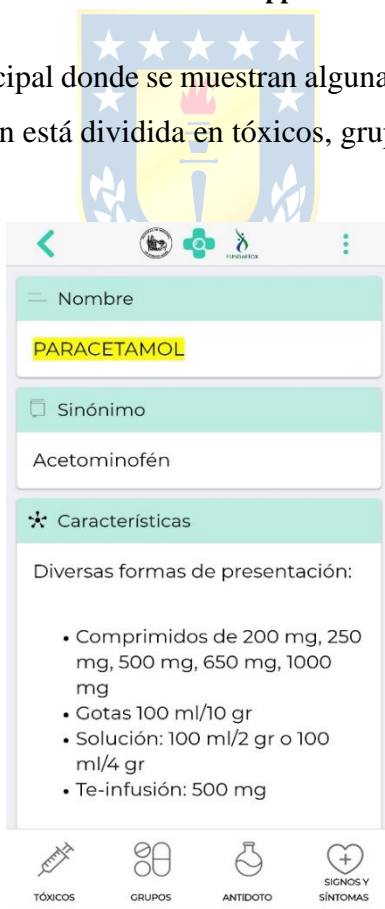 cipal donde se muestran alguna
n está dividida en tóxicos, grup
FUNDARTOX
Nombre
PARACETAMOL
Sinónimo
Acetominofén
Características
Diversas formas de presentación:
• Comprimidos de 200 mg, 250
mg, 500 mg, 650 mg, 1000
mg
• Gotas 100 ml/10 gr
• Solución: 100 ml/2 gr o 100
ml/4 gr
• Te-infusión: 500 mg
TÓXICOS
GRUPOS
ANTIDOTO
SIGNOS Y
SÍNTOMAS